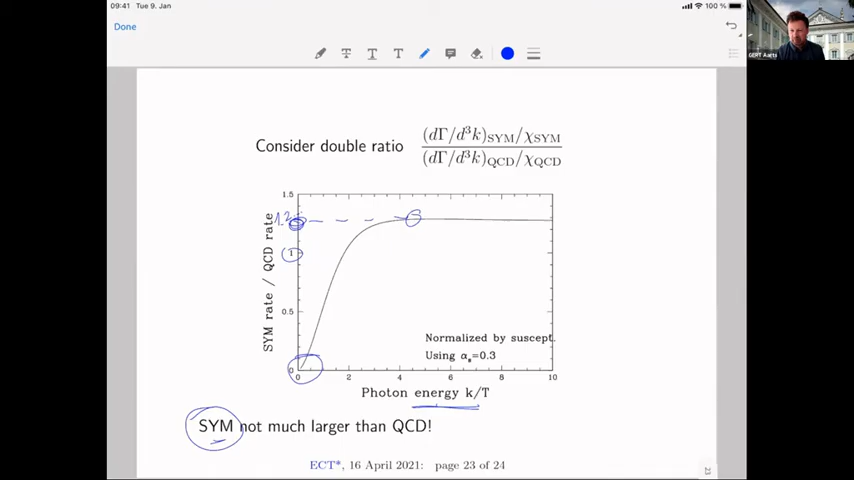 09:41 Tue 9. Jan
100 %
Done
T T T
GERT Aarts
Consider double ratio (dΓ/d³k)SYM/χSYM
(dΓ/d³k)QCD/χQCD
1.5
1.2
1
0.5
0
SYM rate / QCD rate
Normalized by suscept.
Using αs=0.3
0 2 4 6 8 10
Photon energy k/T
SYM not much larger than QCD!
ECT*, 16 April 2021: page 23 of 24
23